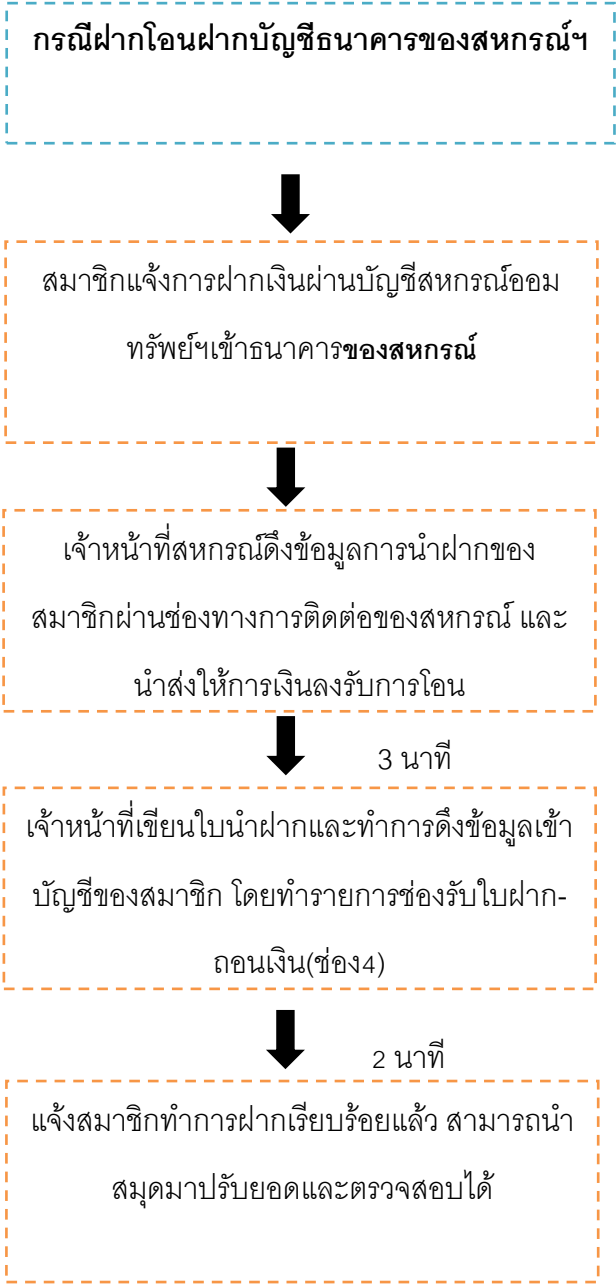 กรณีฝากโอนฝากบัญชีธนาคารของสหกรณ์ฯ
สมาชิกแจ้งการฝากเงินผ่านบัญชีสหกรณ์ออม
ทรัพย์ฯเข้าธนาคารของสหกรณ์
เจ้าหน้าที่สหกรณ์ดึงข้อมูลการนำฝากของ
สมาชิกผ่านช่องทางการติดต่อของสหกรณ์ และ
นำส่งให้การเงินลงรับการโอน
3 นาที
เจ้าหน้าที่เขียนใบนำฝากและทำการดึงข้อมูลเข้า
บัญชีของสมาชิก โดยทำรายการช่องรับใบฝาก-
ถอนเงิน(ช่อง4)
2 นาที
แจ้งสมาชิกทำการฝากเรียบร้อยแล้ว สามารถนำ
สมุดมาปรับยอดและตรวจสอบได้